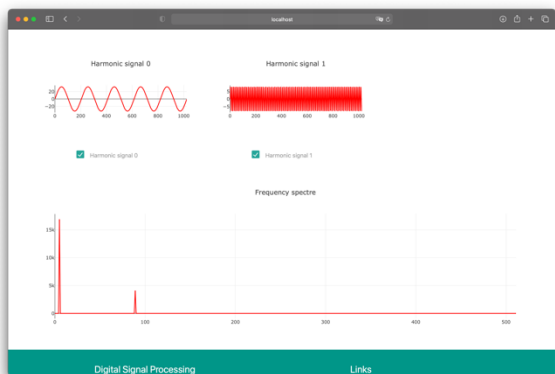 localhost
Harmonic signal 0
Harmonic signal 1
20
0
−20
0 200 400 600 800 1000
5
0
−5
0 200 400 600 800 1000
Harmonic signal 0
Harmonic signal 1
Frequency spectre
15k
10k
5k
0
0 100 200 300 400 500
Digital Signal Processing
Links